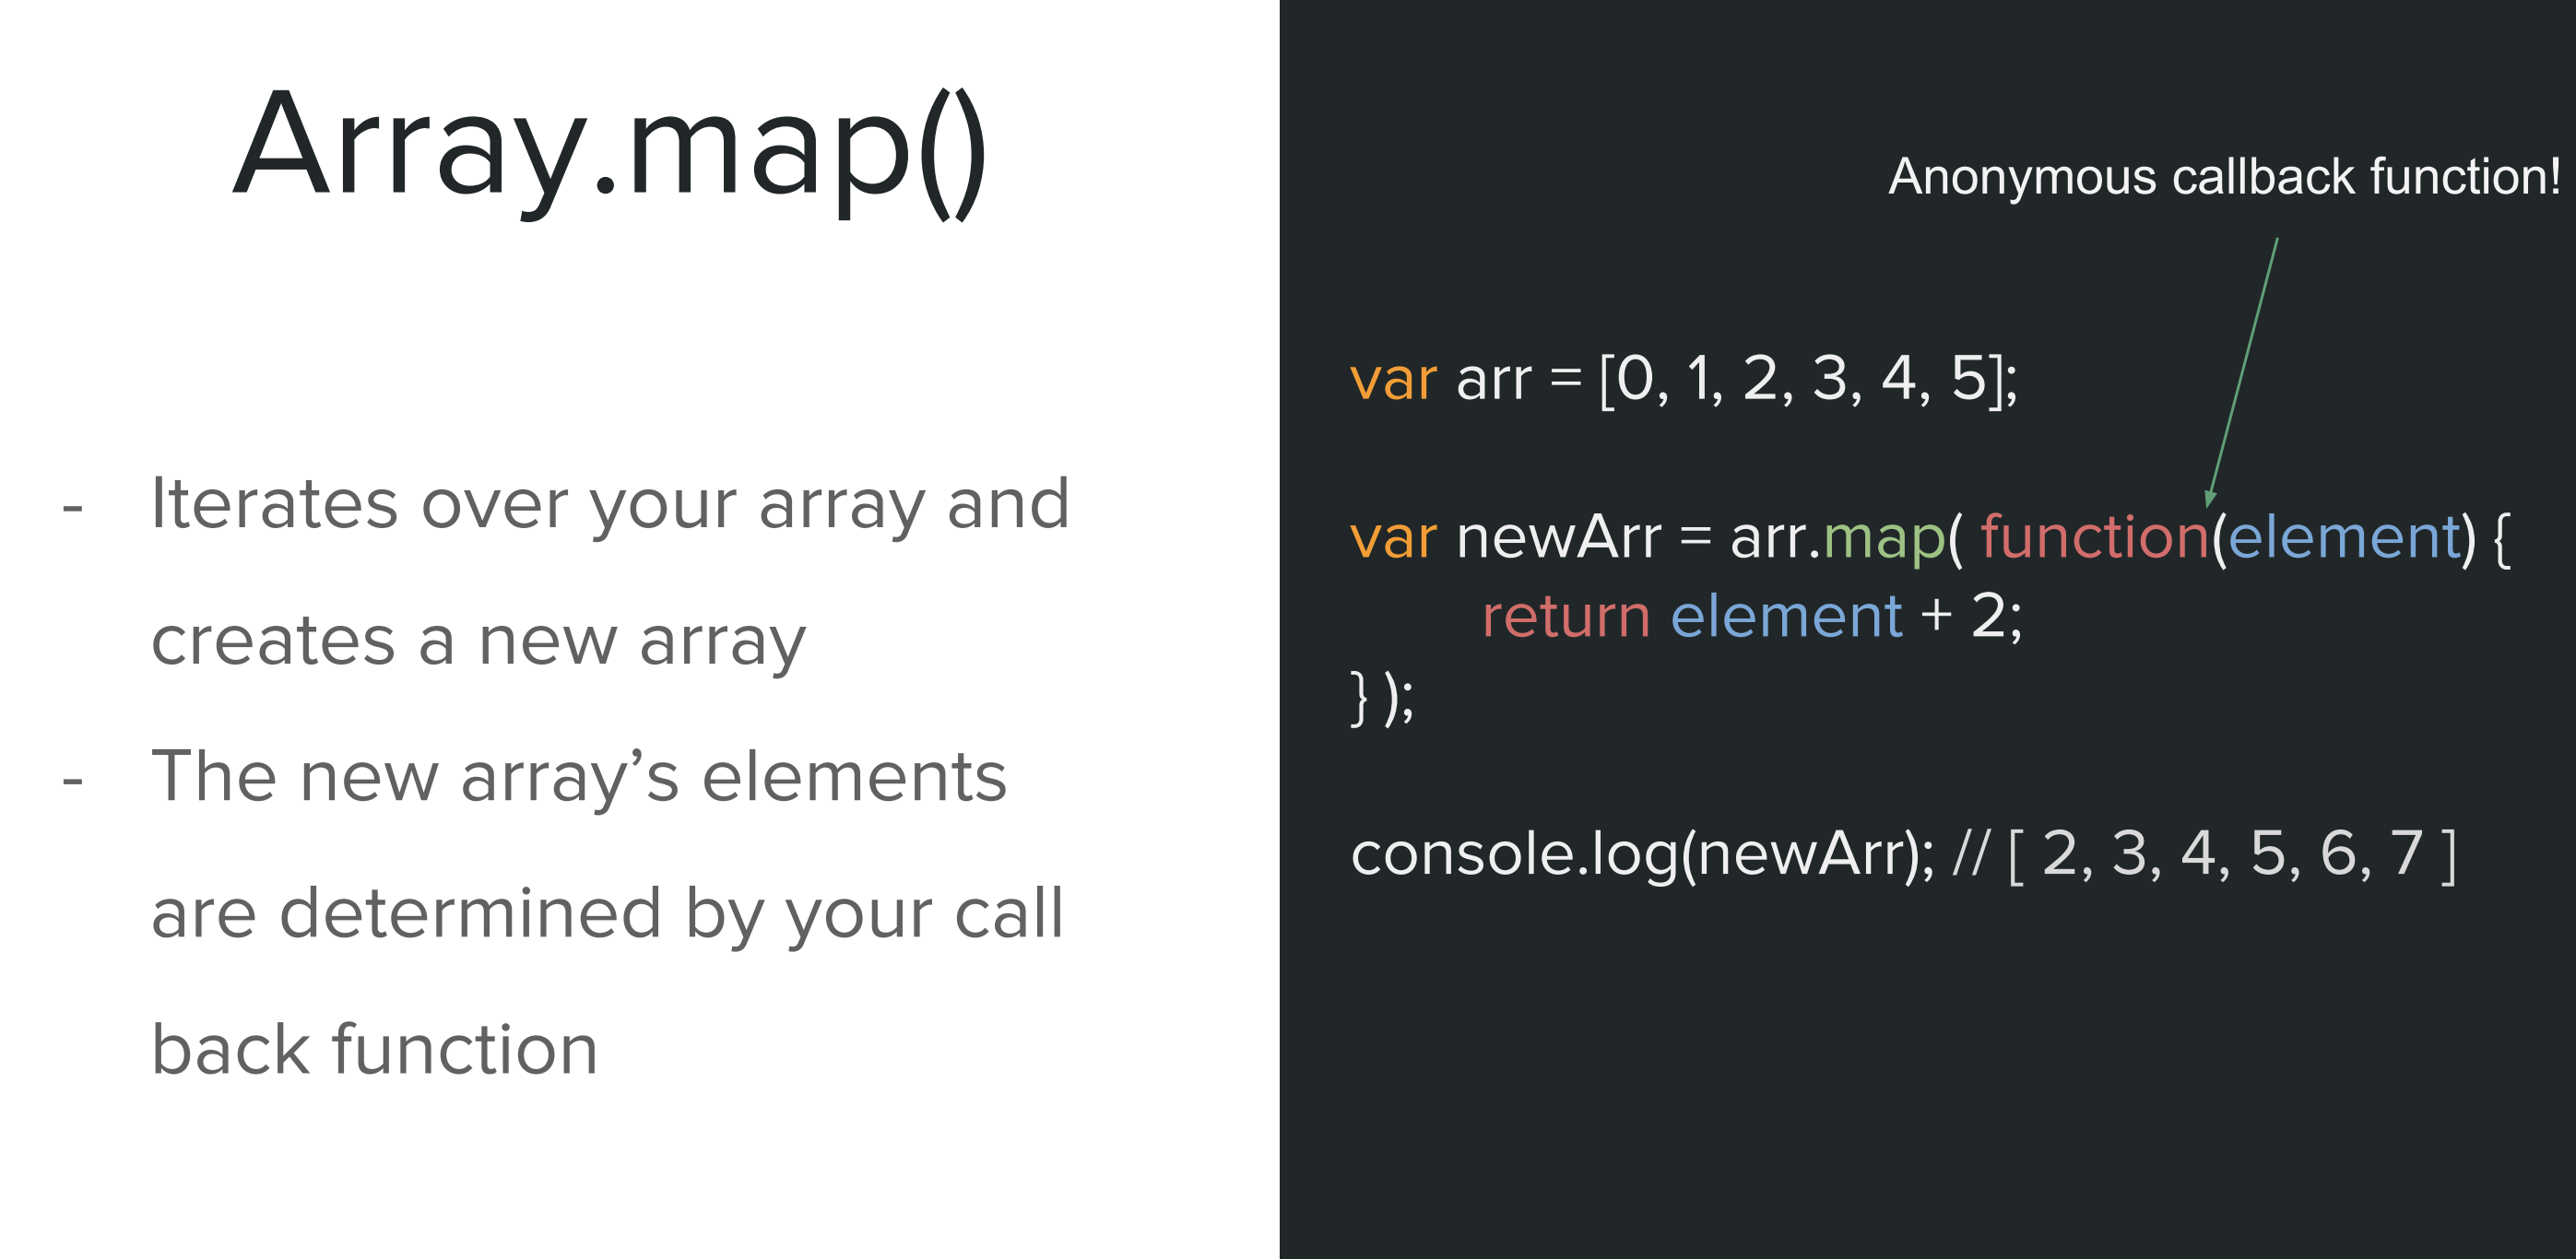 Array.map()
- Iterates over your array and
creates a new array
- The new array’s elements
are determined by your call
back function
Anonymous callback function!
var arr = [0, 1, 2, 3, 4, 5];
var newArr = arr.map( function(element) {
return element + 2;
} );
console.log(newArr); // [ 2, 3, 4, 5, 6, 7 ]